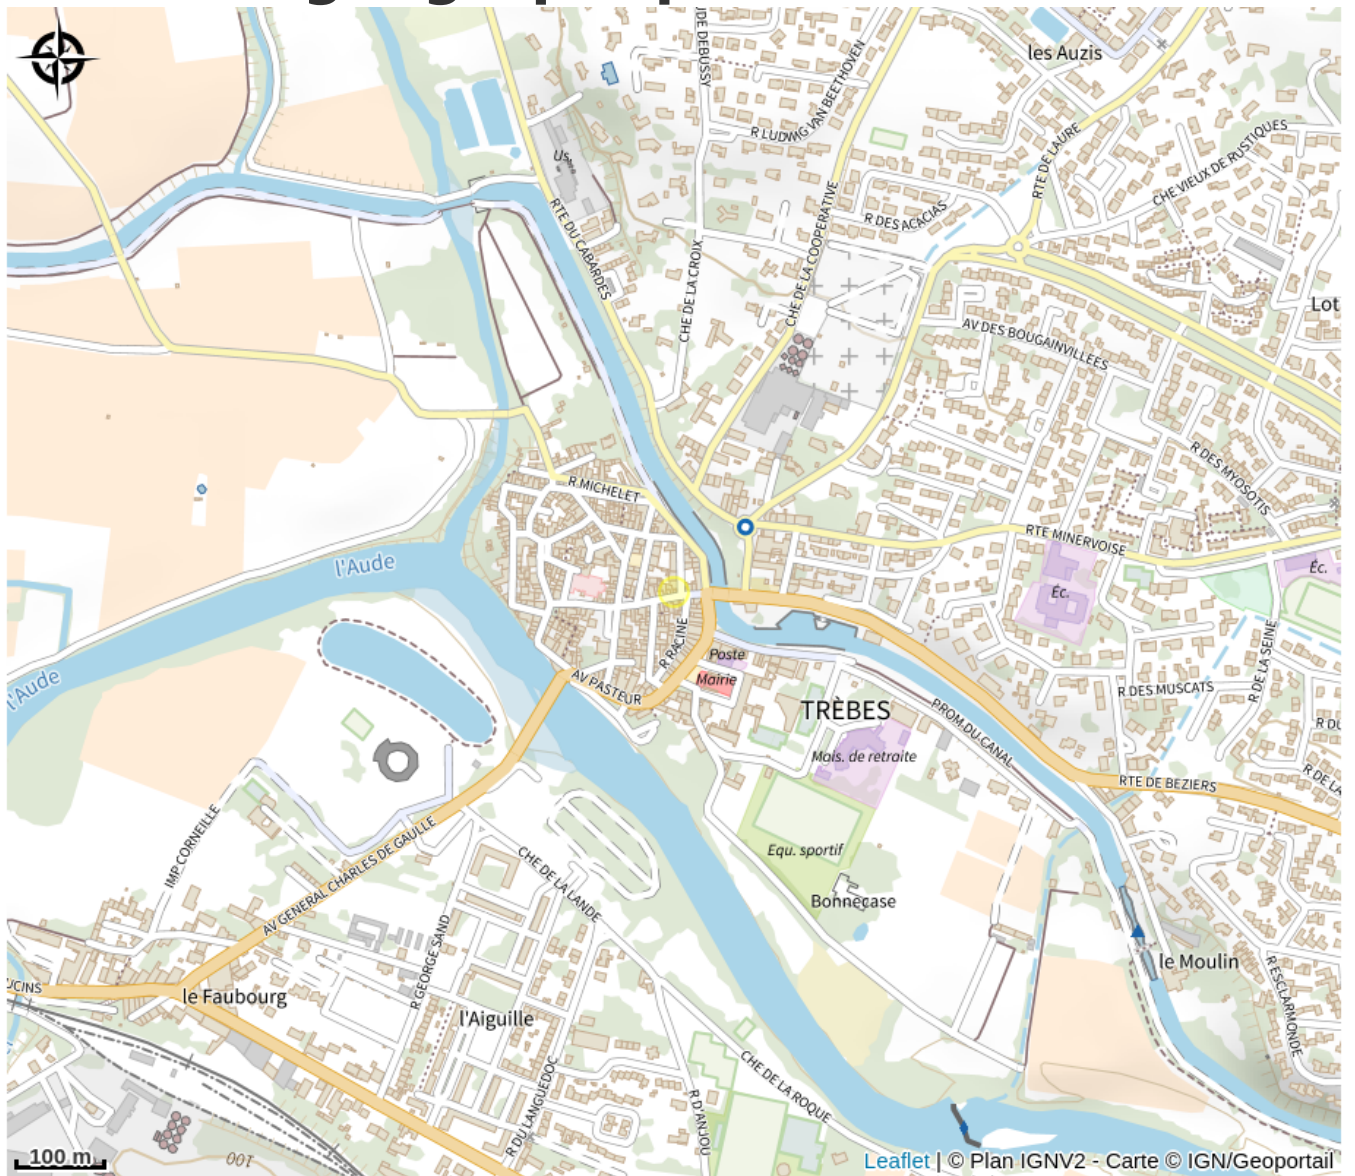 les Auzis
R LUDWIG VAN BEETHOVEN
RTE DE LAURE
CHE VIEUX DE RUSTIQUES
R DES ACACIAS
RTE DU CABARDES
CHE DE LA CROIX
CHE DE LA COOPERATIVE
Lot
AV DES BOUGAINVILLEES
R DES MYOSOTIS
R MICHELET
RTE MINERVOISE
l'Aude
Éc.
Éc.
R RACINE
Poste
Mairie
AV PASTEUR
l'Aude
R DE LA SEINE
R DES MUSCATS
TRÈBES
PROM DU CANAL
Mais. de retraite
RTE DE BEZIERS
IMP CORNEILLE
AV GENERAL CHARLES DE GAULLE
CHE DE LA LANDE
Equ. sportif
Bonnecase
R GEORGE SAND
le Moulin
R ESCLARMONDE
UCINS
le Faubourg
l'Aiguille
R DU LANGUEDOC
CHE DE LA ROQUE
R D'ANJOU
100
100 m
Leaflet | © Plan IGNV2 - Carte © IGN/Geoportail